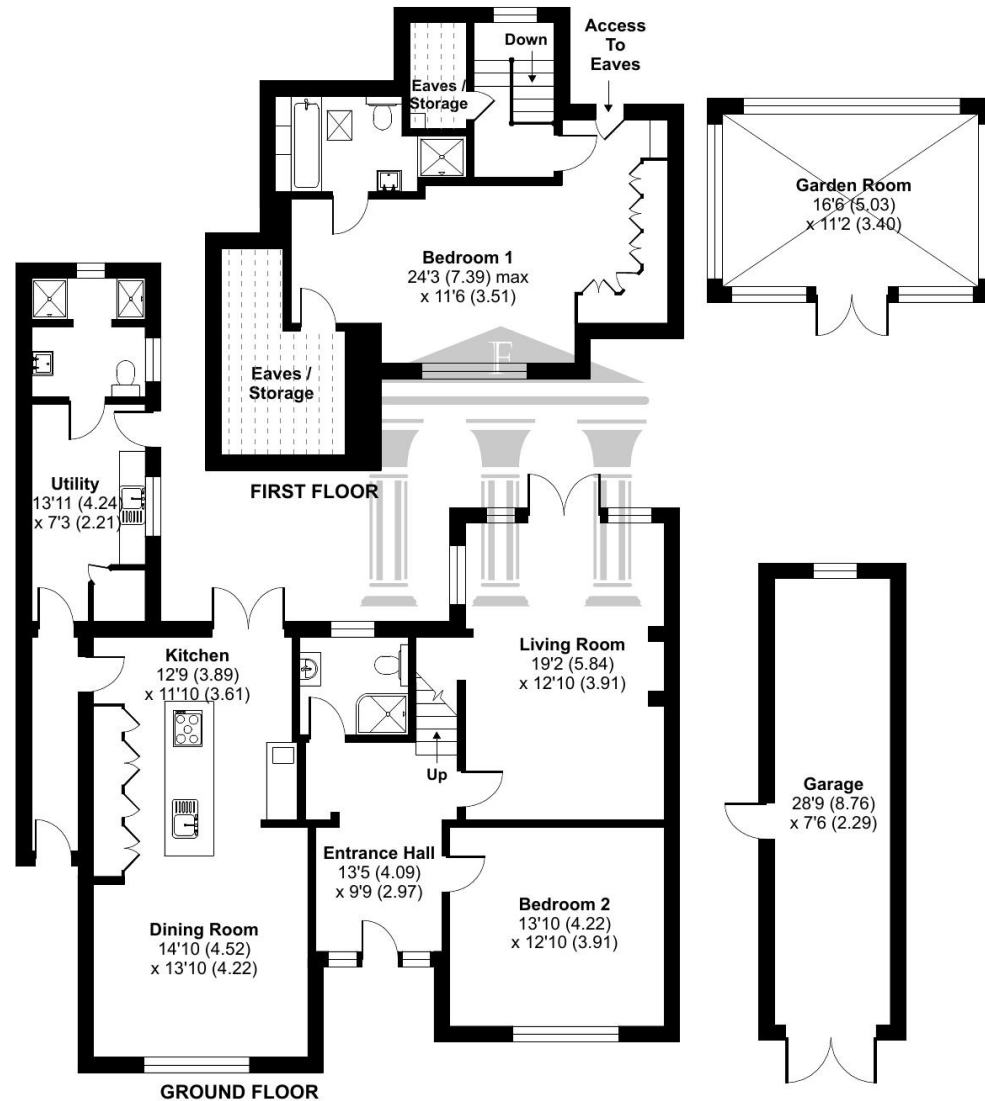 Access
To
Eaves
Down
Eaves /
Storage
Garden Room
16'6 (5.03)
x 11'2 (3.40)
Bedroom 1
24'3 (7.39) max
x 11'6 (3.51)
F
Eaves /
Storage
FIRST FLOOR
Utility
13'11 (4.24)
x 7'3 (2.21)
Kitchen
12'9 (3.89)
x 11'10 (3.61)
Living Room
19'2 (5.84)
x 12'10 (3.91)
Up
Garage
28'9 (8.76)
x 7'6 (2.29)
Entrance Hall
13'5 (4.09)
x 9'9 (2.97)
Bedroom 2
13'10 (4.22)
x 12'10 (3.91)
Dining Room
14'10 (4.52)
x 13'10 (4.22)
GROUND FLOOR